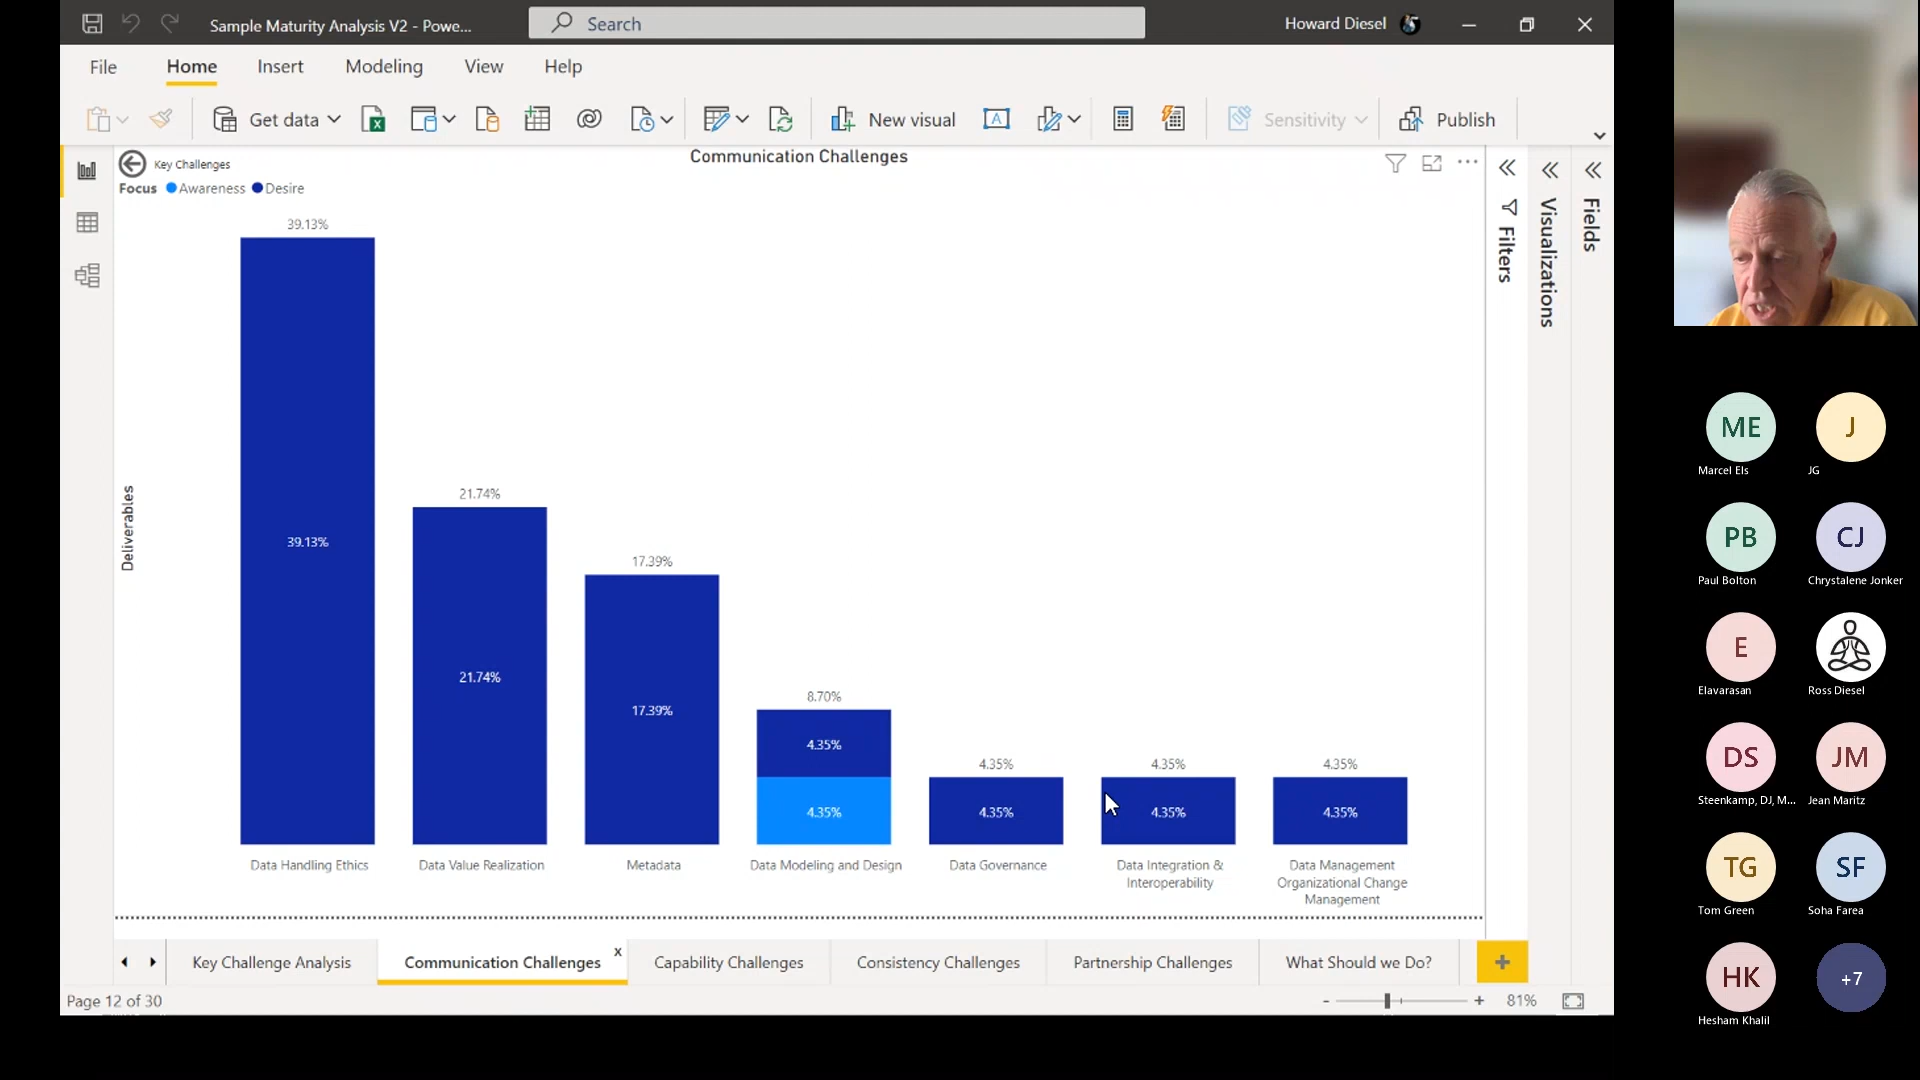 Sample Maturity Analysis V2 - Powe...
Search
Howard Diesel
File
Home
Insert
Modeling
View
Help
Get data
New visual
Sensitivity
Publish
Key Challenges
Communication Challenges
Focus Awareness Desire
Deliverables
39.13%
39.13%
21.74%
21.74%
17.39%
17.39%
8.70%
4.35%
4.35%
4.35%
4.35%
4.35%
4.35%
4.35%
4.35%
Data Handling Ethics
Data Value Realization
Metadata
Data Modeling and Design
Data Governance
Data Integration &
Interoperability
Data Management
Organizational Change
Management
Filters
Visualizations
Fields
Key Challenge Analysis
Communication Challenges
x
Capability Challenges
Consistency Challenges
Partnership Challenges
What Should we Do?
+
Page 12 of 30
- + 81%
ME
Marcel Els
J
JG
PB
Paul Bolton
CJ
Chrystalene Jonker
E
Elavarasan
Ross Diesel
DS
Steenkamp, DJ, M...
JM
Jean Maritz
TG
Tom Green
SF
Soha Farea
HK
Hesham Khalil
+7